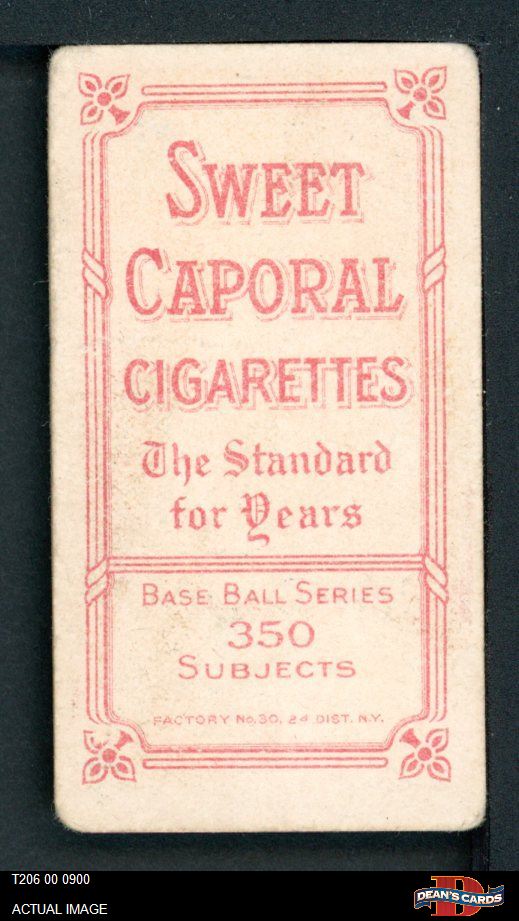 SWEET
CAPORAL
CIGARETTES
The Standard
for Years
BASE BALL SERIES
350
SUBJECTS
FACTORY No. 30, 2d DIST. N.Y.
T206 00 0900
ACTUAL IMAGE
D
DEAN'S CARDS